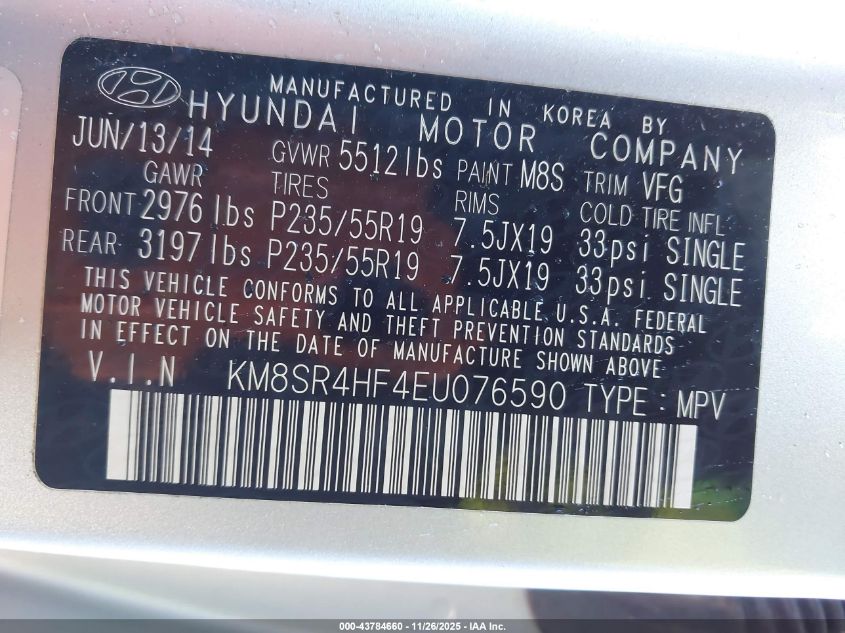 MANUFACTURED IN KOREA BY
HYUNDAI MOTOR COMPANY
JUN/13/14 GVWR 5512lbs PAINT M8S TRIM VFG
GAWR TIRES RIMS COLD TIRE INFL.
FRONT 2976lbs P235/55R19 7.5JX19 33psi SINGLE
REAR 3197lbs P235/55R19 7.5JX19 33psi SINGLE
THIS VEHICLE CONFORMS TO ALL APPLICABLE U.S.A. FEDERAL
MOTOR VEHICLE SAFETY AND THEFT PREVENTION STANDARDS
IN EFFECT ON THE DATE OF MANUFACTURE SHOWN ABOVE.
V.I.N KM8SR4HF4EU076590 TYPE : MPV
000-43784660 - 11/26/2025 - IAA Inc.